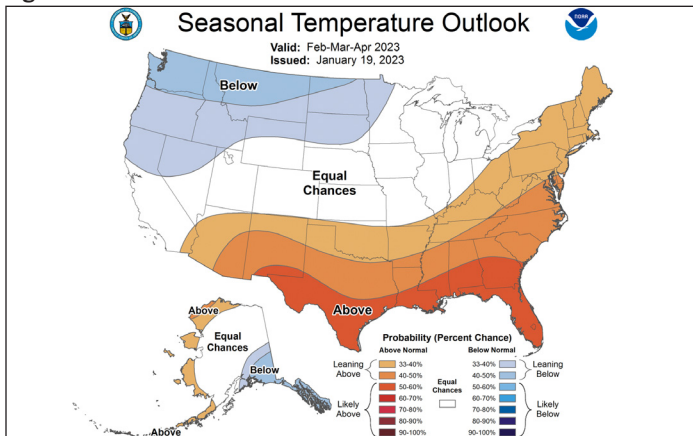 Seasonal Temperature Outlook
NOAA
Valid: Feb-Mar-Apr 2023
Issued: January 19, 2023
Below
Equal
Chances
Above
Above
Equal
Chances
Below
Above
Probability (Percent Chance)
Above Normal
Below Normal
Leaning
Above
33-40%
40-50%
50-60%
60-70%
70-80%
80-90%
90-100%
Likely
Above
Equal
Chances
33-40%
40-50%
50-60%
60-70%
70-80%
80-90%
90-100%
Leaning
Below
Likely
Below